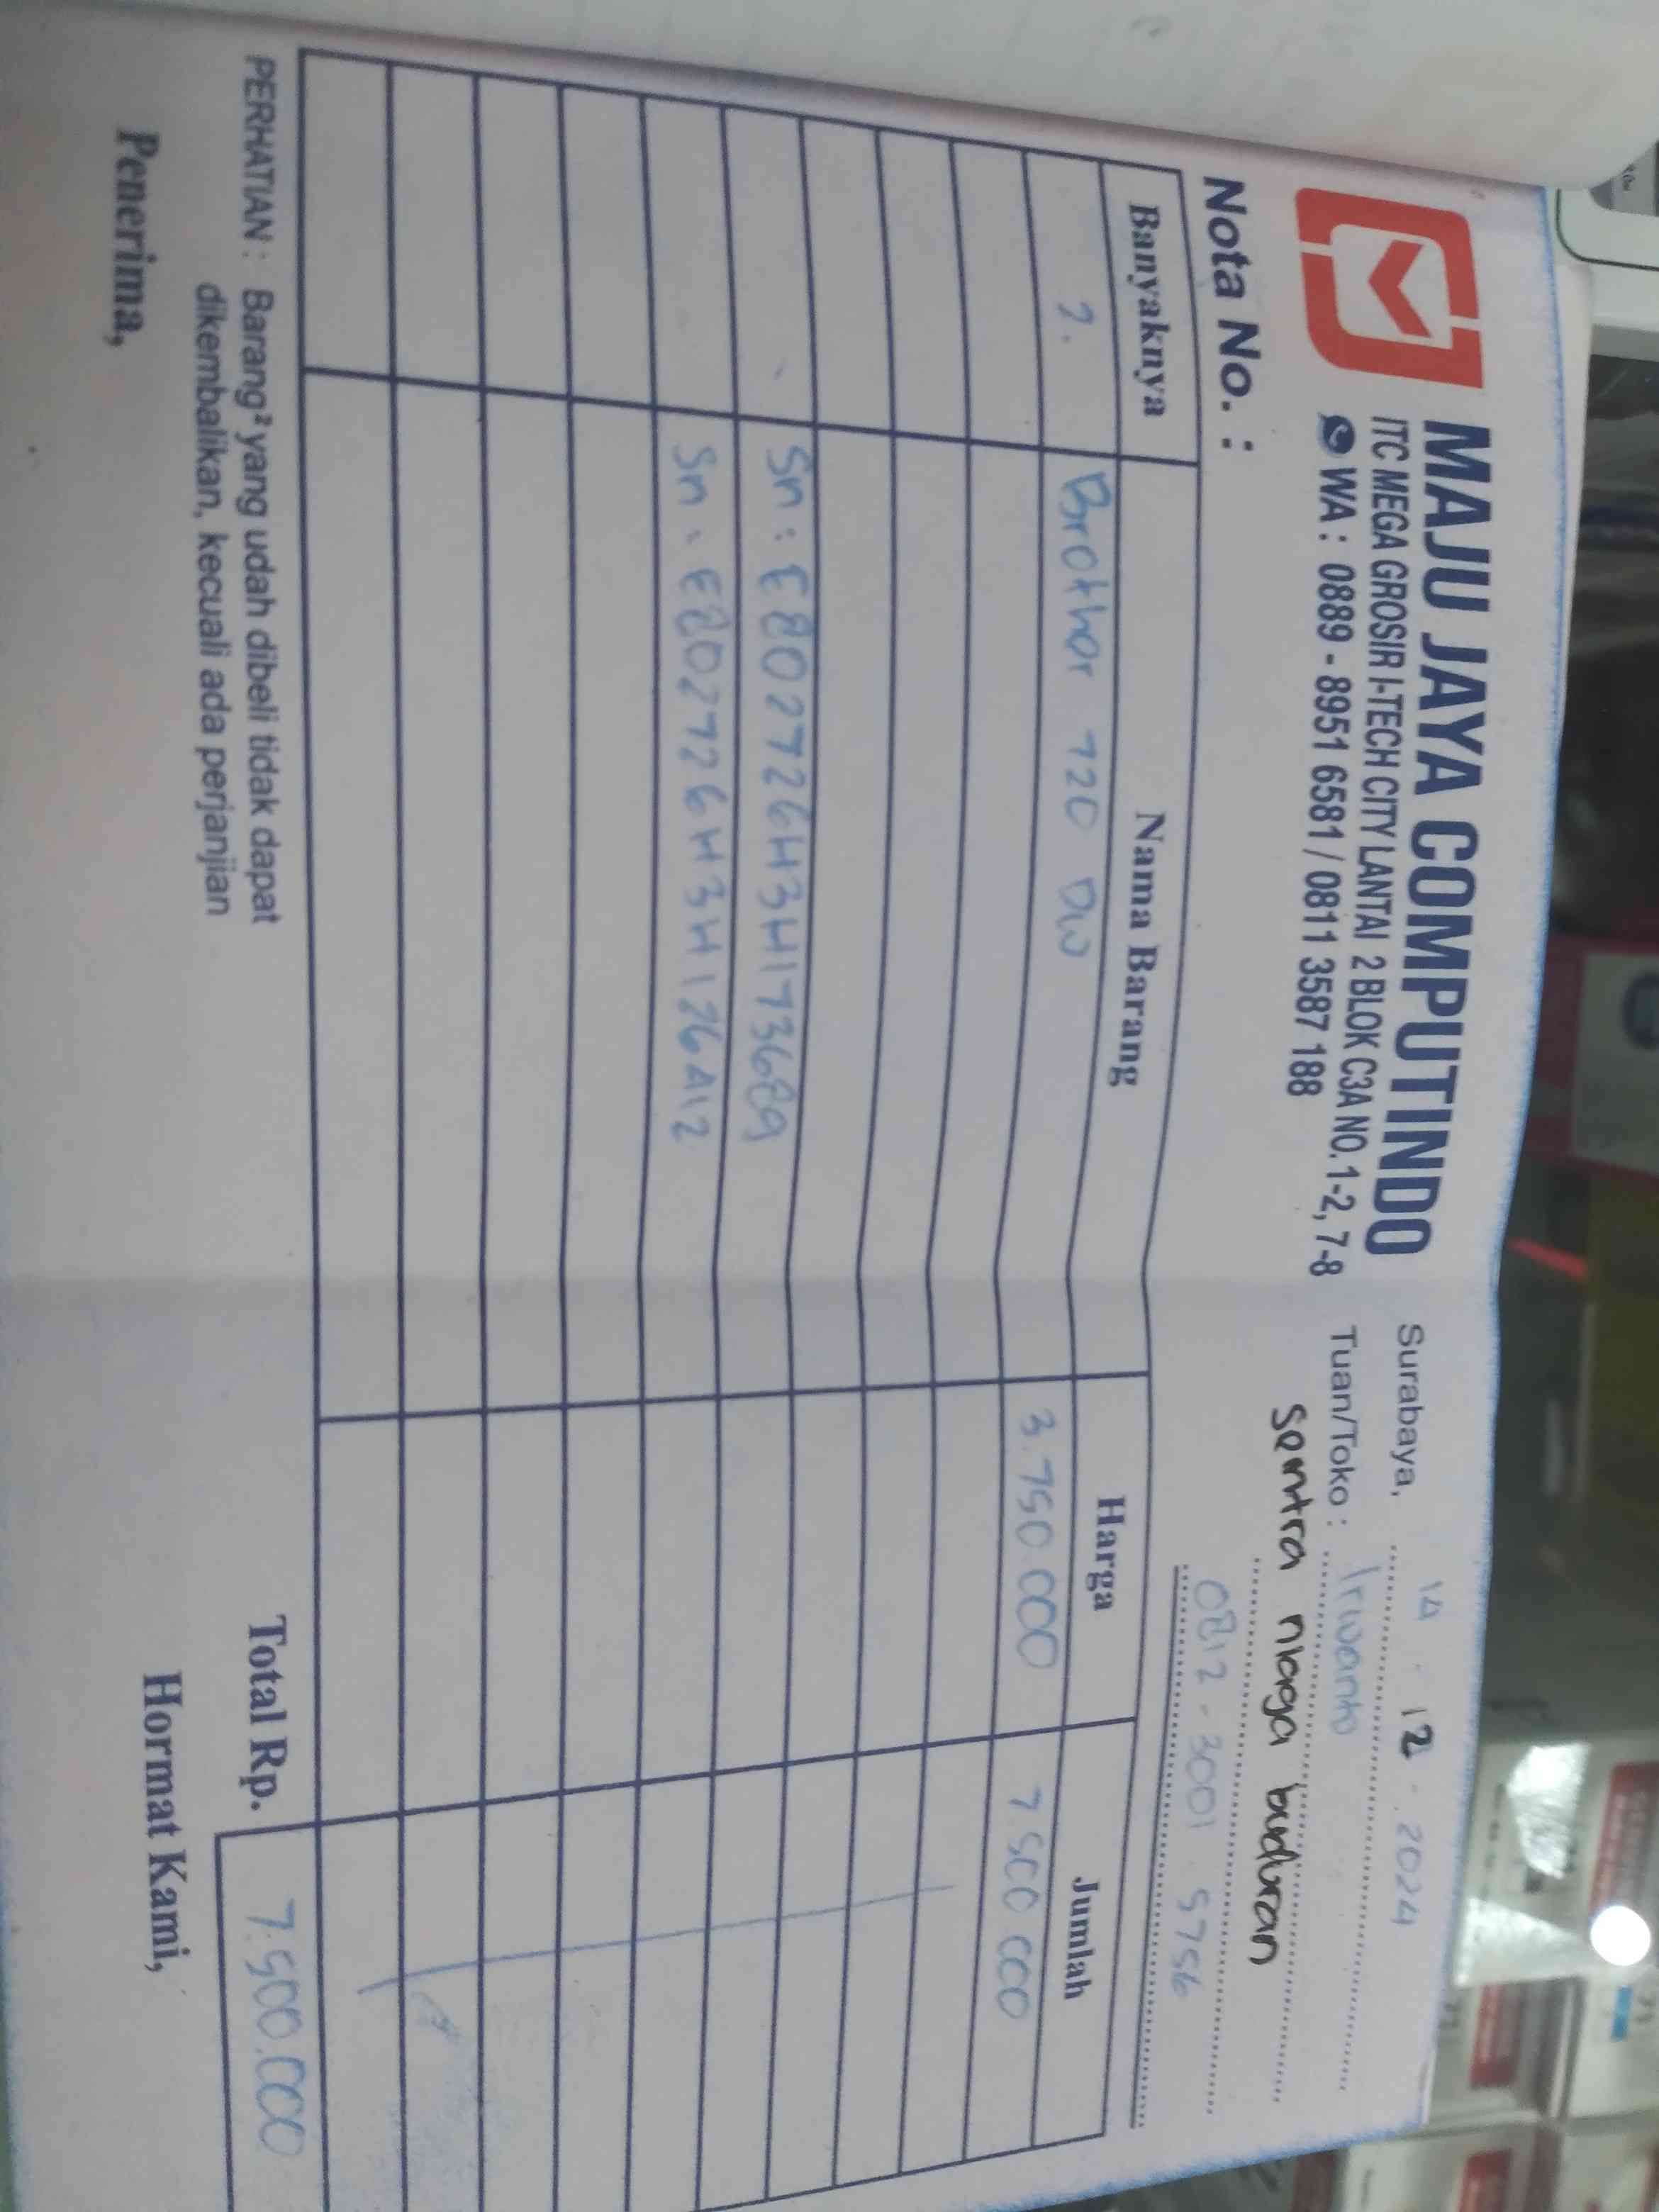 MAJU JAYA COMPUTINDO
ITC MEGA GROSIR I-TECH CITY LANTAI 2 BLOK C3A NO.1-2, 7-8
WA : 0889 - 8951 6581 / 0811 3587 188
Surabaya, 14 - 12 - 2024
Tuan/Toko : Irwanto
Sentra niaga buduran
0812 - 3001 - 5756
Nota No. :
Banyaknya Nama Barang Harga Jumlah
2. Brother 720 DW 3.750.000 7 500 000
Sn : E802726H3H173689
Sn : E802726H3H126412
Total Rp. 7.500.000
PERHATIAN : Barang² yang udah dibeli tidak dapat
dikembalikan, kecuali ada perjanjian
Penerima, Hormat Kami,